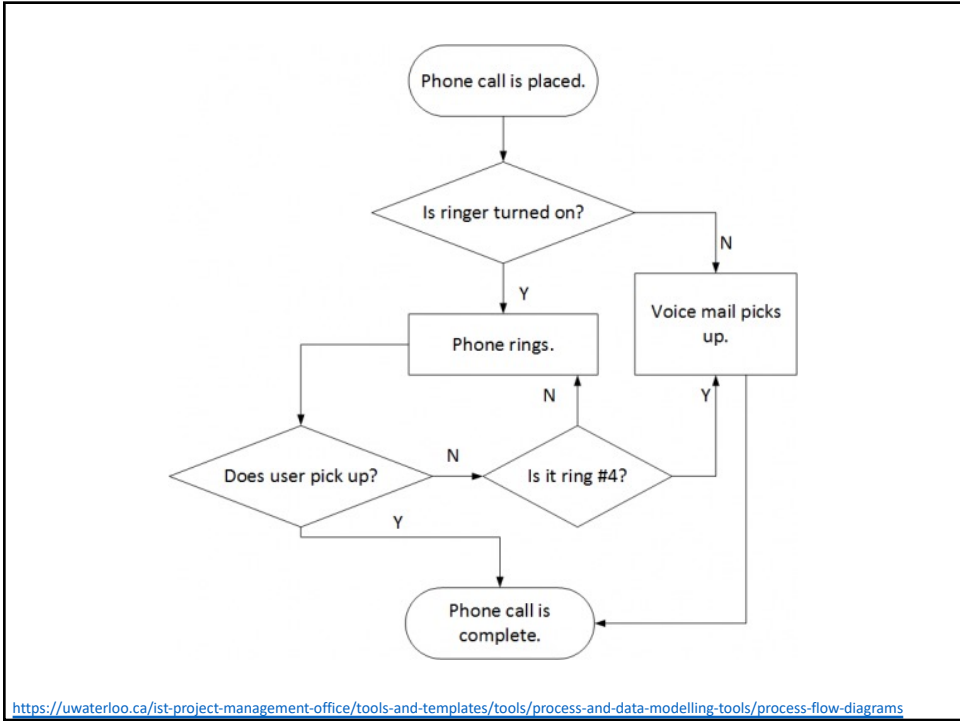 Phone call is placed.
Is ringer turned on?
N
Y
Voice mail picks
up.
Phone rings.
N
Y
Does user pick up?
N
Is it ring #4?
Y
Phone call is
complete.
https://uwaterloo.ca/ist-project-management-office/tools-and-templates/tools/process-and-data-modelling-tools/process-flow-diagrams